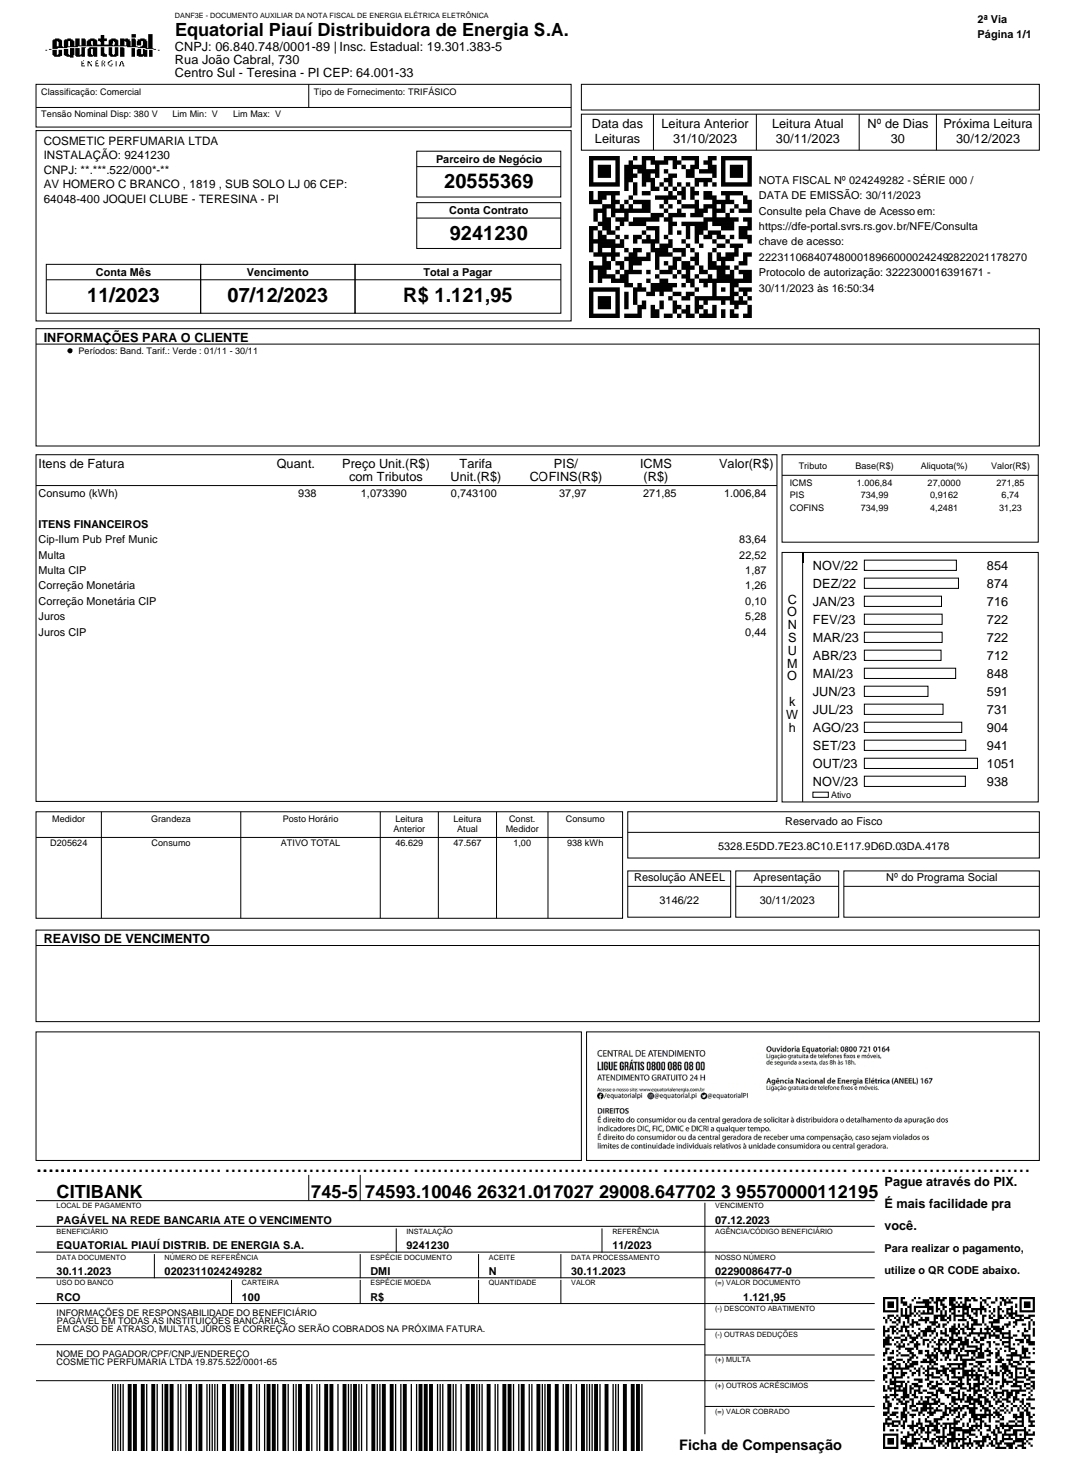 DANF3E - DOCUMENTO AUXILIAR DA NOTA FISCAL DE ENERGIA ELÉTRICA ELETRÔNICA
2ª Via
Página 1/1
equatorial
ENERGIA
Equatorial Piauí Distribuidora de Energia S.A.
CNPJ: 06.840.748/0001-89 | Insc. Estadual: 19.301.383-5
Rua João Cabral, 730
Centro Sul - Teresina - PI CEP: 64.001-33
Classificação: Comercial
Tipo de Fornecimento: TRIFÁSICO
Tensão Nominal Disp: 380 V Lim Min: V Lim Max: V
Data das Leituras Leitura Anterior Leitura Atual Nº de Dias Próxima Leitura
31/10/2023 30/11/2023 30 30/12/2023
COSMETIC PERFUMARIA LTDA
INSTALAÇÃO: 9241230
CNPJ: **.***.522/000*-**
AV HOMERO C BRANCO , 1819 , SUB SOLO LJ 06 CEP:
64048-400 JOQUEI CLUBE - TERESINA - PI
Parceiro de Negócio
20555369
Conta Contrato
9241230
Conta Mês Vencimento Total a Pagar
11/2023 07/12/2023 R$ 1.121,95
NOTA FISCAL Nº 024249282 - SÉRIE 000 /
DATA DE EMISSÃO: 30/11/2023
Consulte pela Chave de Acesso em:
https://dfe-portal.svrs.rs.gov.br/NFE/Consulta
chave de acesso:
22231106840748000189660000242492822021178270
Protocolo de autorização: 3222300016391671 -
30/11/2023 às 16:50:34
INFORMAÇÕES PARA O CLIENTE
● Períodos: Band. Tarif.: Verde : 01/11 - 30/11
Itens de Fatura Quant. Preço Unit.(R$) com Tributos Tarifa Unit.(R$) PIS/ COFINS(R$) ICMS (R$) Valor(R$)
Consumo (kWh) 938 1,073390 0,743100 37,97 271,85 1.006,84
ITENS FINANCEIROS
Cip-Ilum Pub Pref Munic 83,64
Multa 22,52
Multa CIP 1,87
Correção Monetária 1,26
Correção Monetária CIP 0,10
Juros 5,28
Juros CIP 0,44
Tributo Base(R$) Aliquota(%) Valor(R$)
ICMS 1.006,84 27,0000 271,85
PIS 734,99 0,9162 6,74
COFINS 734,99 4,2481 31,23
CONSUMO kWh
NOV/22 854
DEZ/22 874
JAN/23 716
FEV/23 722
MAR/23 722
ABR/23 712
MAI/23 848
JUN/23 591
JUL/23 731
AGO/23 904
SET/23 941
OUT/23 1051
NOV/23 938
Ativo
Medidor Grandeza Posto Horário Leitura Anterior Leitura Atual Const. Medidor Consumo
D205624 Consumo ATIVO TOTAL 46.629 47.567 1,00 938 kWh
Reservado ao Fisco
5328.E5DD.7E23.8C10.E117.9D6D.03DA.4178
Resolução ANEEL Apresentação Nº do Programa Social
3146/22 30/11/2023
REAVISO DE VENCIMENTO
CENTRAL DE ATENDIMENTO
LIGUE GRÁTIS 0800 086 08 00
ATENDIMENTO GRATUITO 24 H
Acesse o nosso site: www.equatorialenergia.com.br
/equatorialpi @equatorial.pi @equatorialPI
Ouvidoria Equatorial: 0800 721 0164
Ligação gratuita de telefones fixos e móveis,
de segunda a sexta, das 8h às 18h.
Agência Nacional de Energia Elétrica (ANEEL) 167
Ligação gratuita de telefones fixos e móveis.
DIREITOS
É direito do consumidor ou da central geradora de solicitar à distribuidora o detalhamento da apuração dos
indicadores DIC, FIC, DMIC e DICRI a qualquer tempo.
É direito do consumidor ou da central geradora de receber uma compensação, caso sejam violados os
limites de continuidade individuais relativos à unidade consumidora ou central geradora.
CITIBANK 745-5 74593.10046 26321.017027 29008.647702 3 95570000112195
LOCAL DE PAGAMENTO VENCIMENTO
PAGÁVEL NA REDE BANCARIA ATE O VENCIMENTO 07.12.2023
BENEFICIÁRIO INSTALAÇÃO REFERÊNCIA AGÊNCIA/CÓDIGO BENEFICIÁRIO
EQUATORIAL PIAUÍ DISTRIB. DE ENERGIA S.A. 9241230 11/2023
DATA DOCUMENTO NÚMERO DE REFERÊNCIA ESPÉCIE DOCUMENTO ACEITE DATA PROCESSAMENTO NOSSO NÚMERO
30.11.2023 0202311024249282 DMI N 30.11.2023 02290086477-0
USO DO BANCO CARTEIRA ESPÉCIE MOEDA QUANTIDADE VALOR (=) VALOR DOCUMENTO
RCO 100 R$ 1.121,95
INFORMAÇÕES DE RESPONSABILIDADE DO BENEFICIÁRIO
PAGÁVEL EM TODAS AS INSTITUIÇÕES BANCÁRIAS.
EM CASO DE ATRASO, MULTAS, JUROS E CORREÇÃO SERÃO COBRADOS NA PRÓXIMA FATURA.
(-) DESCONTO ABATIMENTO
(-) OUTRAS DEDUÇÕES
NOME DO PAGADOR/CPF/CNPJ/ENDEREÇO
COSMETIC PERFUMARIA LTDA 19.875.522/0001-65
(+) MULTA
(+) OUTROS ACRÉSCIMOS
(=) VALOR COBRADO
Ficha de Compensação
Pague através do PIX.
É mais facilidade pra
você.
Para realizar o pagamento,
utilize o QR CODE abaixo.